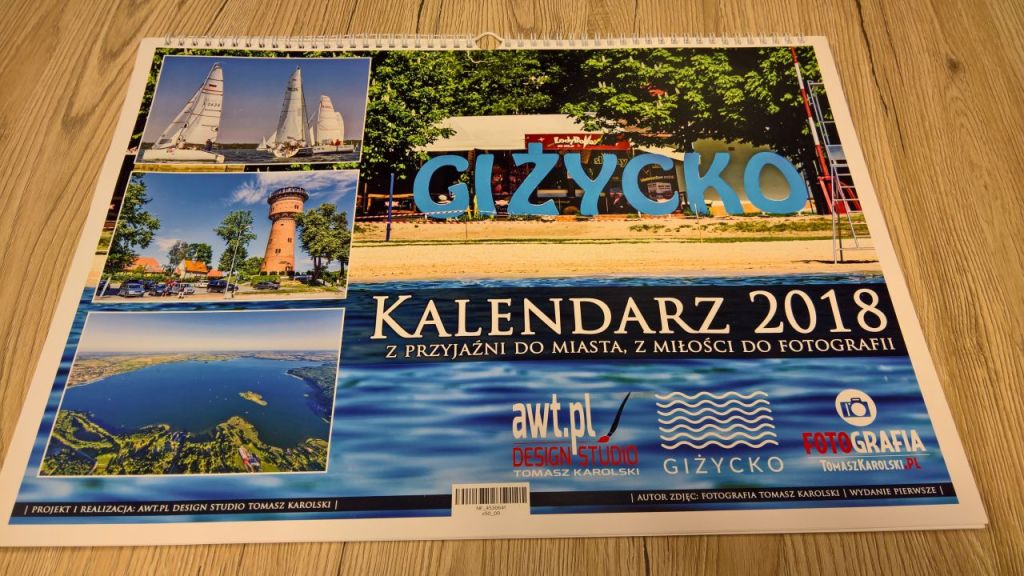 GIŻYCKO
KALENDARZ 2018
Z PRZYJAŹNI DO MIASTA, Z MIŁOŚCI DO FOTOGRAFII
awt.pl
DESIGN STUDIO
TOMASZ KAROLSKI
GIŻYCKO
FOTOGRAFIA
TOMASZKAROLSKI.PL
| PROJEKT I REALIZACJA: AWT.PL DESIGN STUDIO TOMASZ KAROLSKI |
| AUTOR ZDJĘĆ: FOTOGRAFIA TOMASZ KAROLSKI | WYDANIE PIERWSZE |